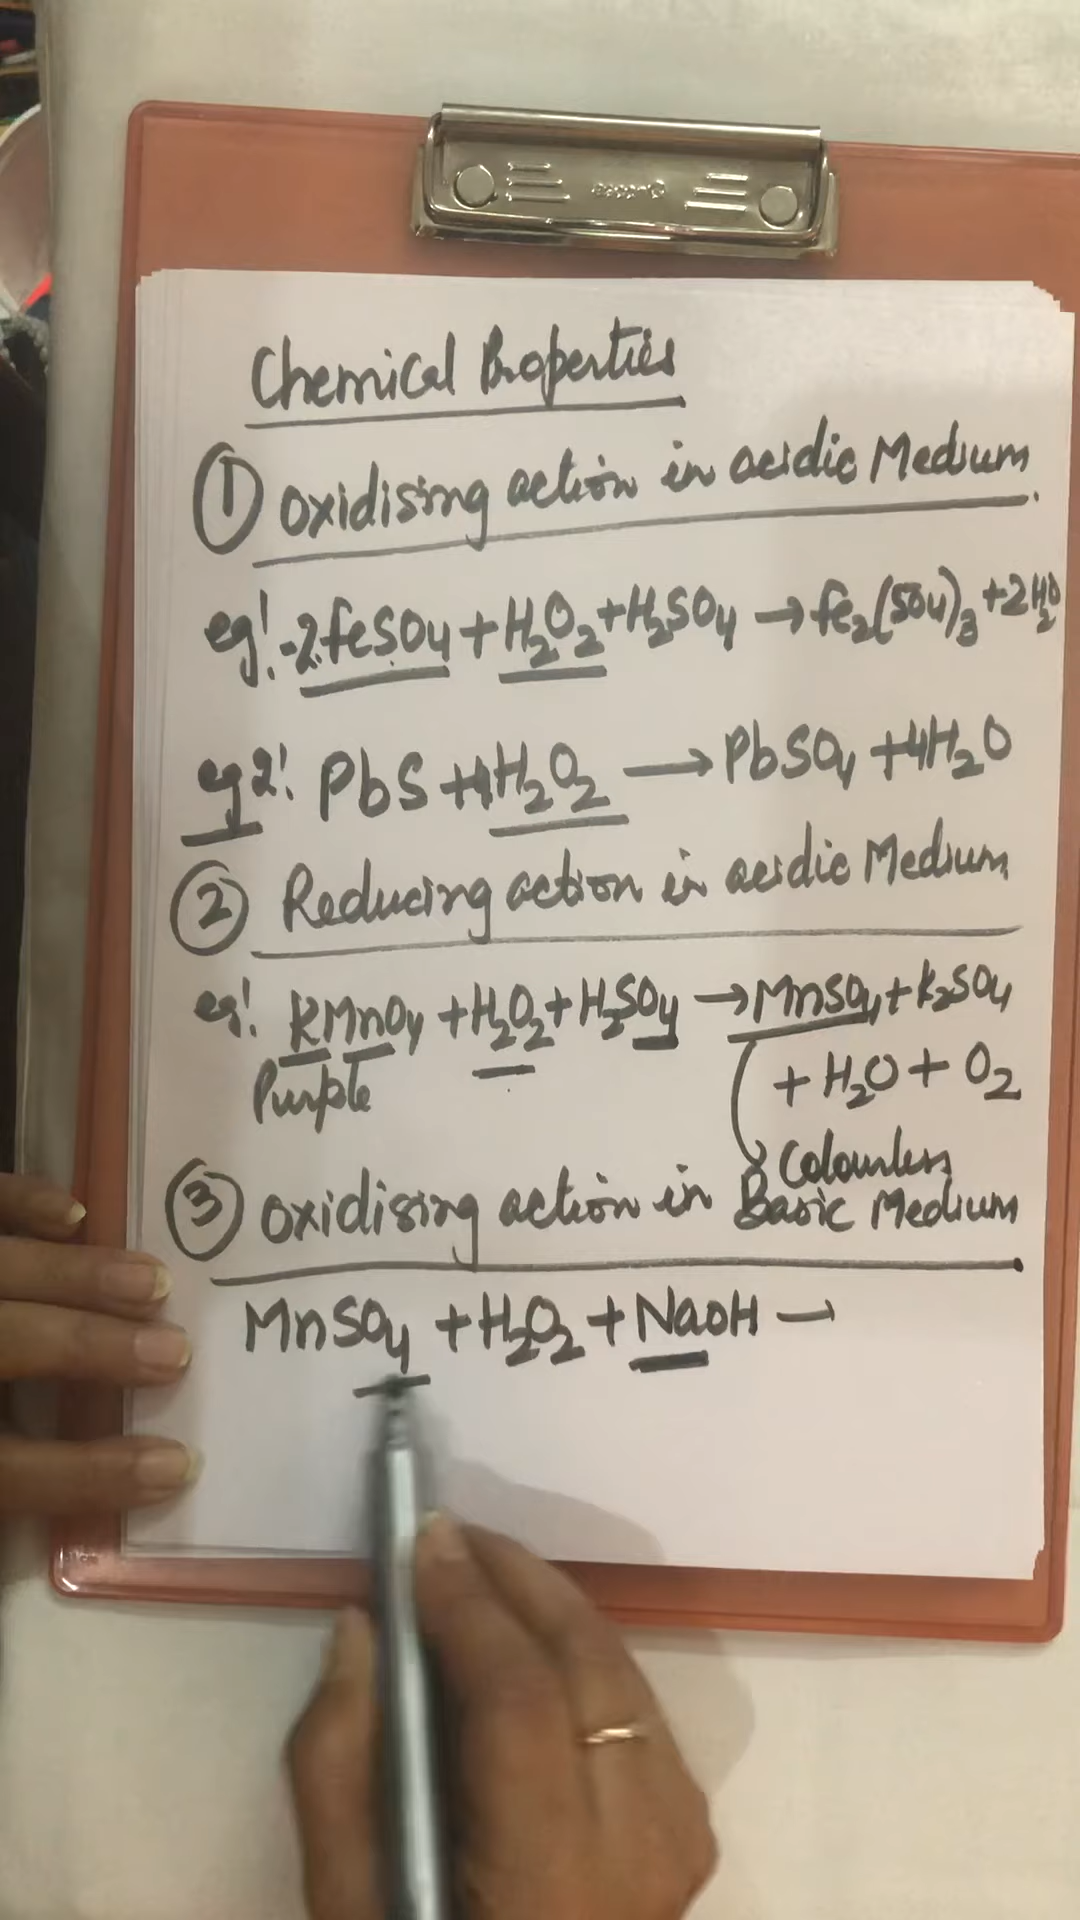 Chemical Properties
① Oxidising action in acidic Medium
eg: 2FeSO4 + H2O2 + H2SO4 → Fe2(SO4)3 + 2H2O
eg2: PbS + 4H2O2 → PbSO4 + 4H2O
② Reducing action in acidic Medium
eg: KMnO4 + H2O2 + H2SO4 → MnSO4 + K2SO4
Purple + H2O + O2
Colourless
③ Oxidising action in Basic Medium
MnSO4 + H2O2 + NaOH →